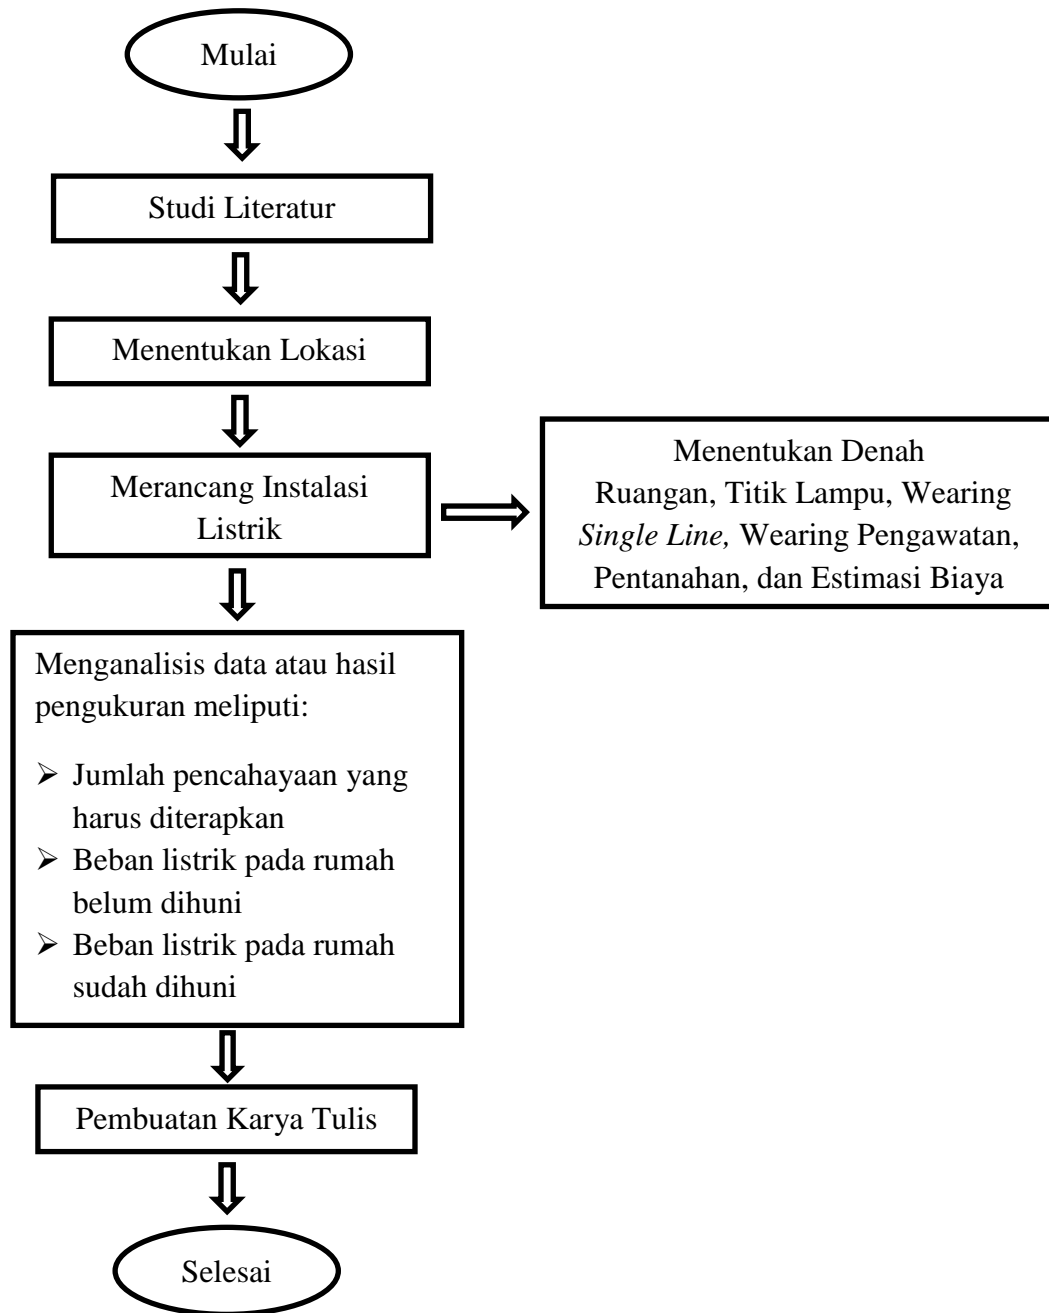 Mulai
Studi Literatur
Menentukan Lokasi
Merancang Instalasi
Listrik
Menentukan Denah
Ruangan, Titik Lampu, Wearing
Single Line, Wearing Pengawatan,
Pentanahan, dan Estimasi Biaya
Menganalisis data atau hasil
pengukuran meliputi:
➢ Jumlah pencahayaan yang
harus diterapkan
➢ Beban listrik pada rumah
belum dihuni
➢ Beban listrik pada rumah
sudah dihuni
Pembuatan Karya Tulis
Selesai